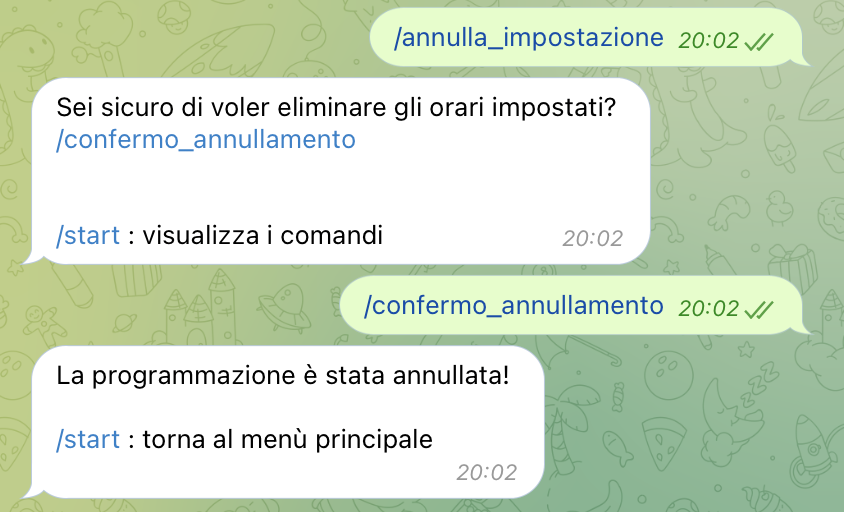 /annulla_impostazione 20:02
Sei sicuro di voler eliminare gli orari impostati?
/confermo_annullamento
/start : visualizza i comandi 20:02
/confermo_annullamento 20:02
La programmazione è stata annullata!
/start : torna al menù principale
20:02